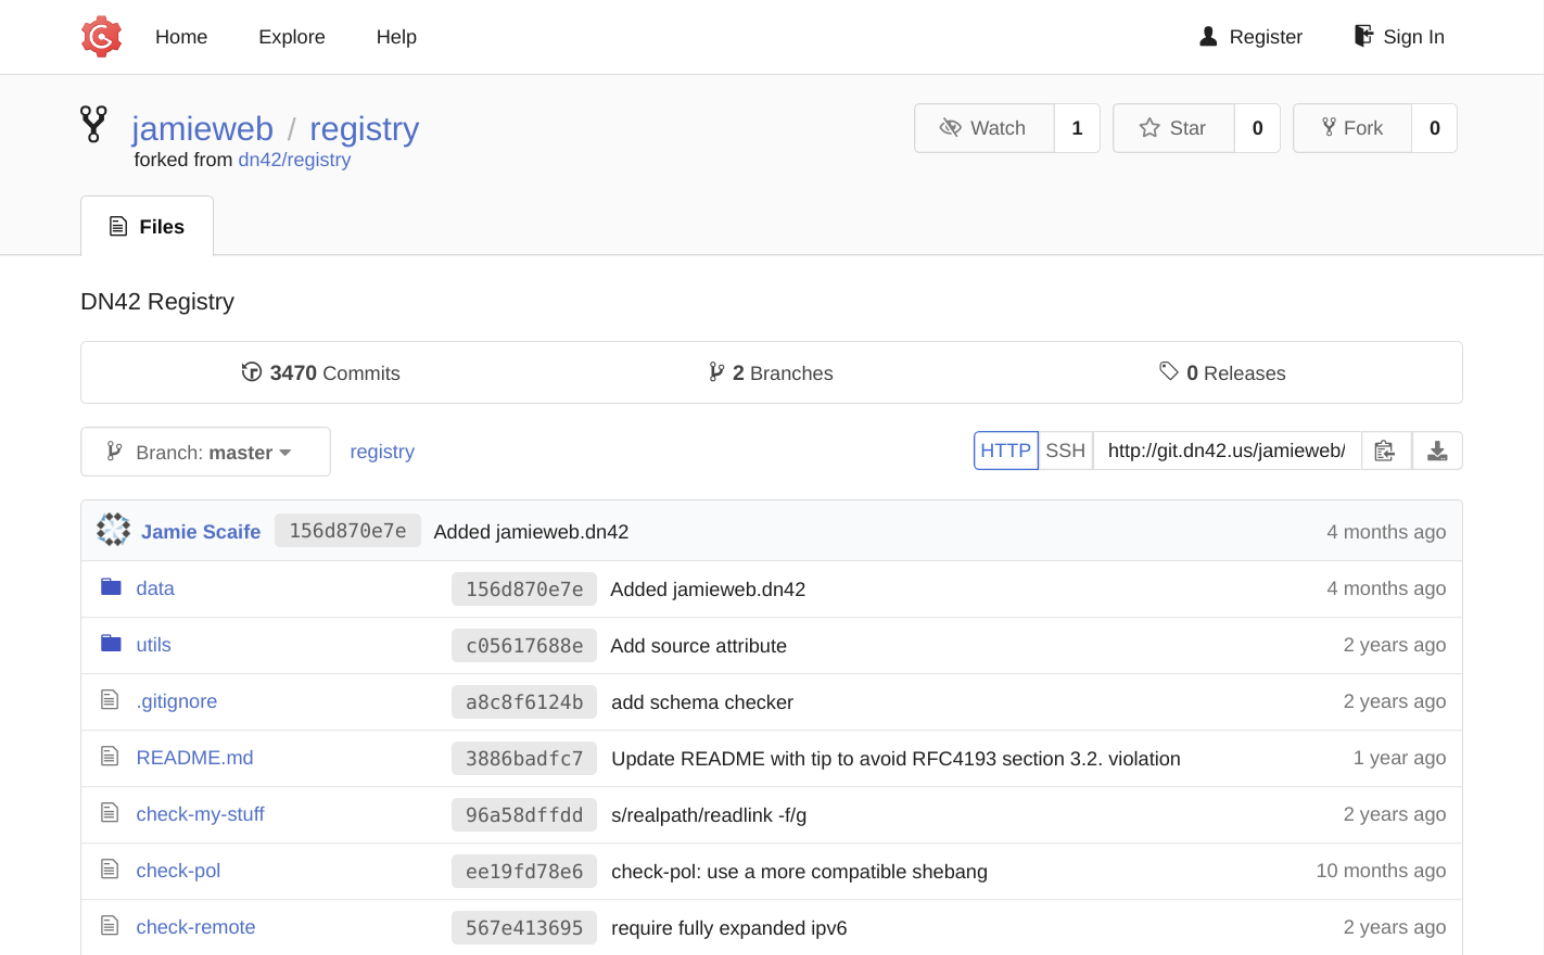 Home Explore Help Register Sign In
jamieweb / registry Watch 1 Star 0 Fork 0
forked from dn42/registry
Files
DN42 Registry
3470 Commits 2 Branches 0 Releases
Branch: master registry HTTP SSH http://git.dn42.us/jamieweb/
Jamie Scaife 156d870e7e Added jamieweb.dn42 4 months ago
data 156d870e7e Added jamieweb.dn42 4 months ago
utils c05617688e Add source attribute 2 years ago
.gitignore a8c8f6124b add schema checker 2 years ago
README.md 3886badfc7 Update README with tip to avoid RFC4193 section 3.2. violation 1 year ago
check-my-stuff 96a58dffdd s/realpath/readlink -f/g 2 years ago
check-pol ee19fd78e6 check-pol: use a more compatible shebang 10 months ago
check-remote 567e413695 require fully expanded ipv6 2 years ago